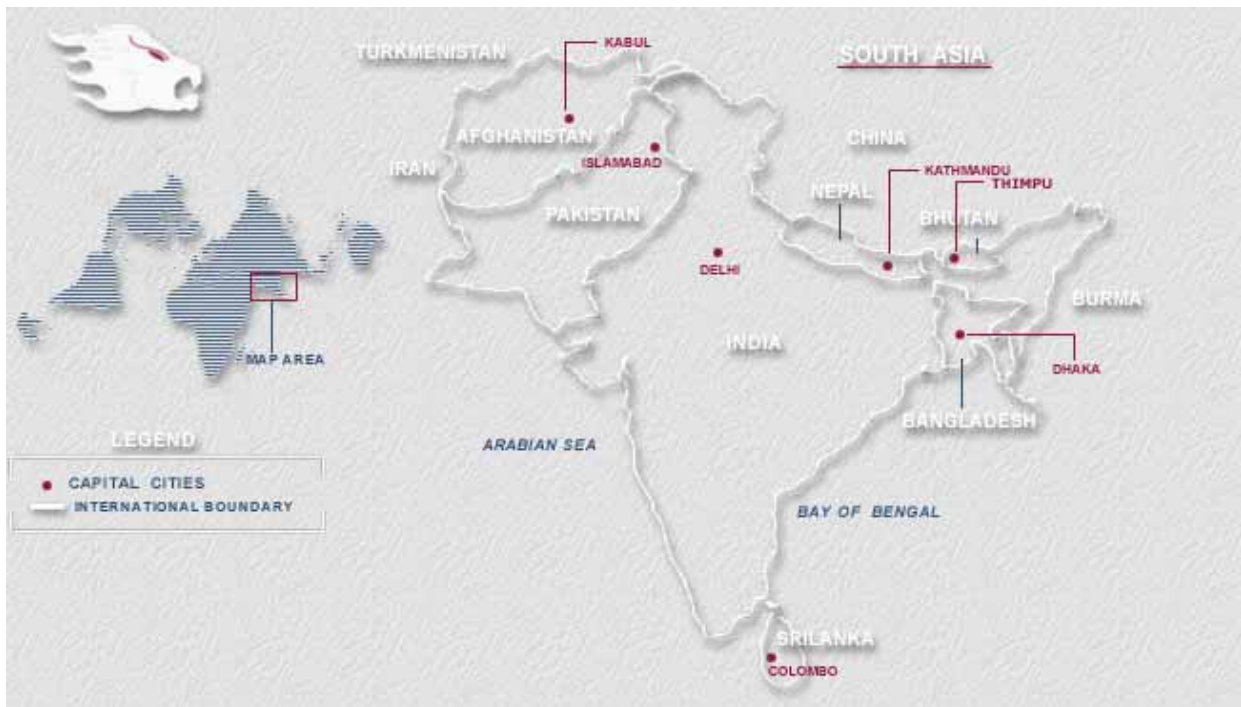 KABUL
TURKMENISTAN
SOUTH ASIA
AFGHANISTAN
CHINA
IRAN
ISLAMABAD
KATHMANDU
THIMPU
NEPAL
PAKISTAN
BHUTAN
DELHI
BURMA
INDIA
MAP AREA
DHAKA
BANGLADESH
LEGEND
ARABIAN SEA
CAPITAL CITIES
INTERNATIONAL BOUNDARY
BAY OF BENGAL
SRILANKA
COLOMBO